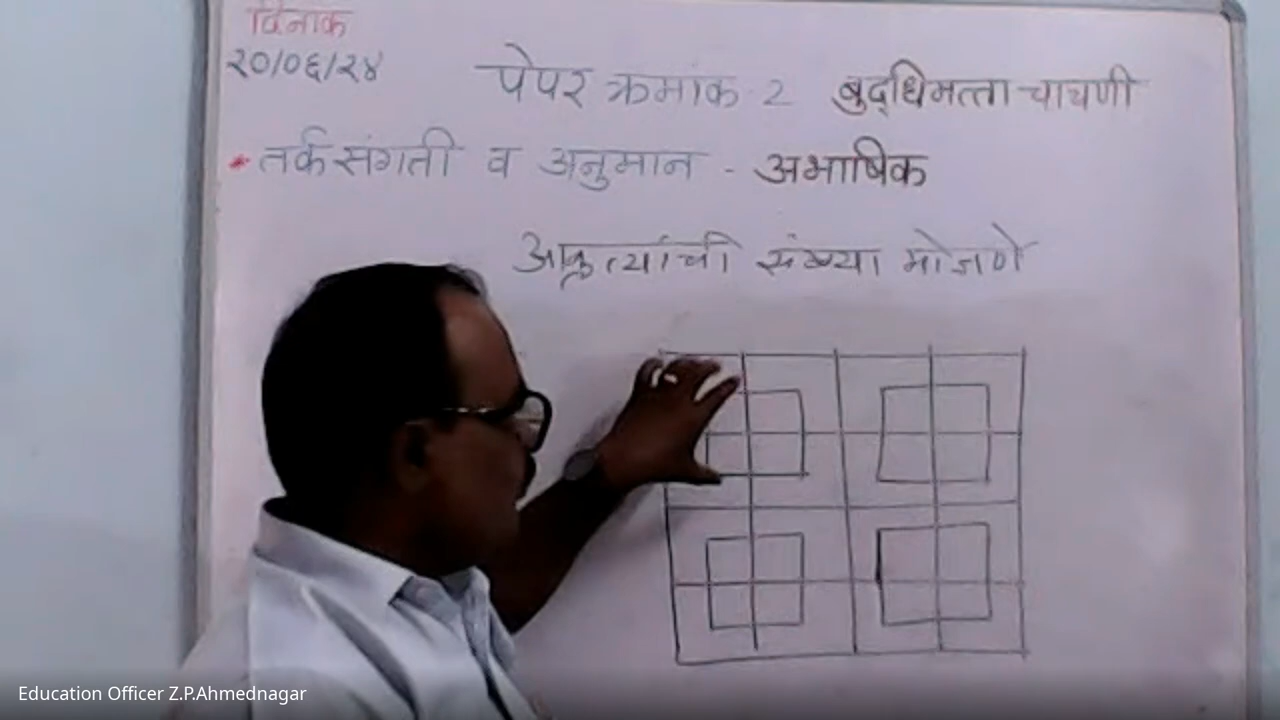 दिनांक
२०/०६/२४
पेपर क्रमांक 2 बुद्धिमत्ता चाचणी
* तर्कसंगती व अनुमान - अभाषिक
आकृत्यांची संख्या मोजणे
Education Officer Z.P.Ahmednagar